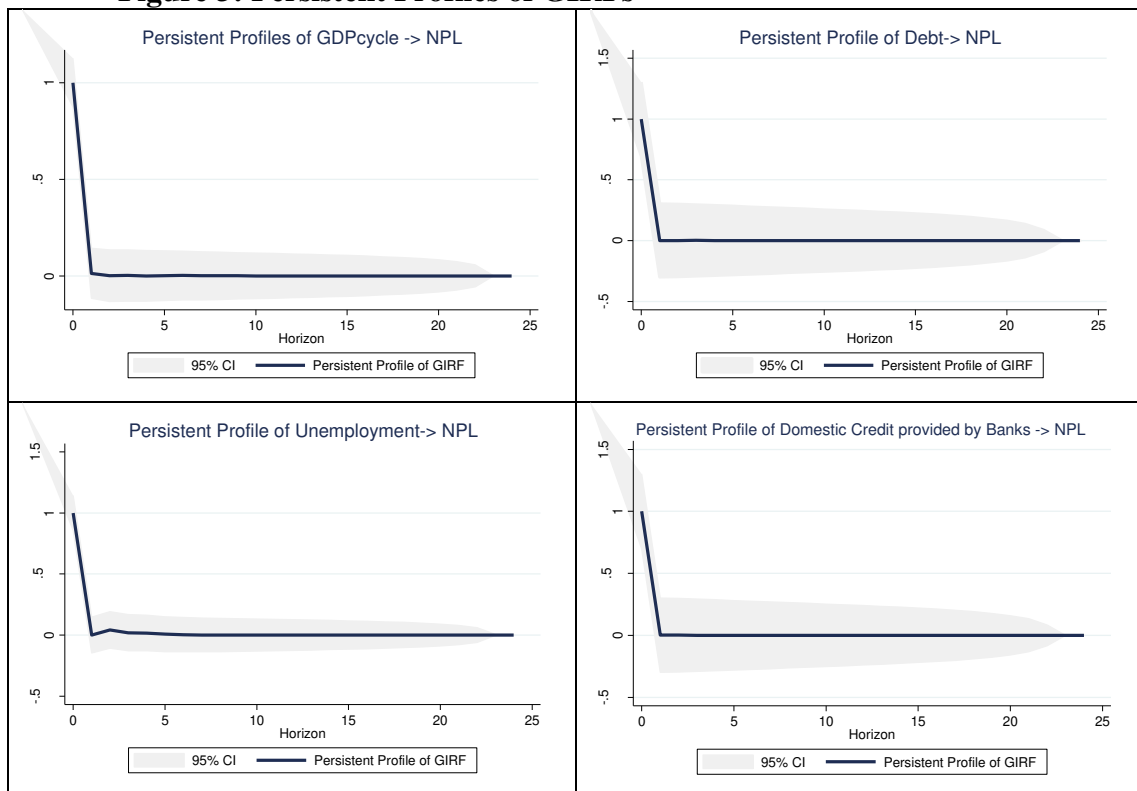 Figure Persistent Profiles of GIRFs
Persistent Profiles of GDPcycle -> NPL
1
.5
0
0 5 10 15 20 25
Horizon
95% CI Persistent Profile of GIRF
Persistent Profile of Debt-> NPL
1.5
1
.5
0
-.5
0 5 10 15 20 25
Horizon
95% CI Persistent Profile of GIRF
Persistent Profile of Unemployment-> NPL
1.5
1
.5
0
-.5
0 5 10 15 20 25
Horizon
95% CI Persistent Profile of GIRF
Persistent Profile of Domestic Credit provided by Banks -> NPL
1.5
1
.5
0
-.5
0 5 10 15 20 25
Horizon
95% CI Persistent Profile of GIRF